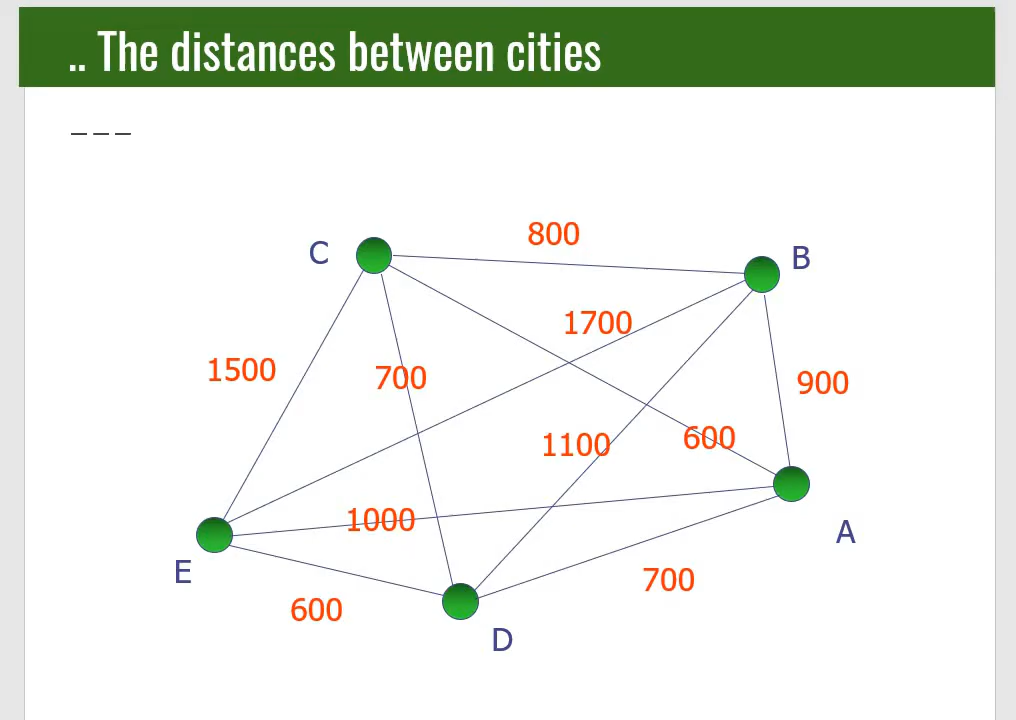 .. The distances between cities
– – –
800
C
B
1700
1500
700
900
1100
600
1000
A
E
700
600
D